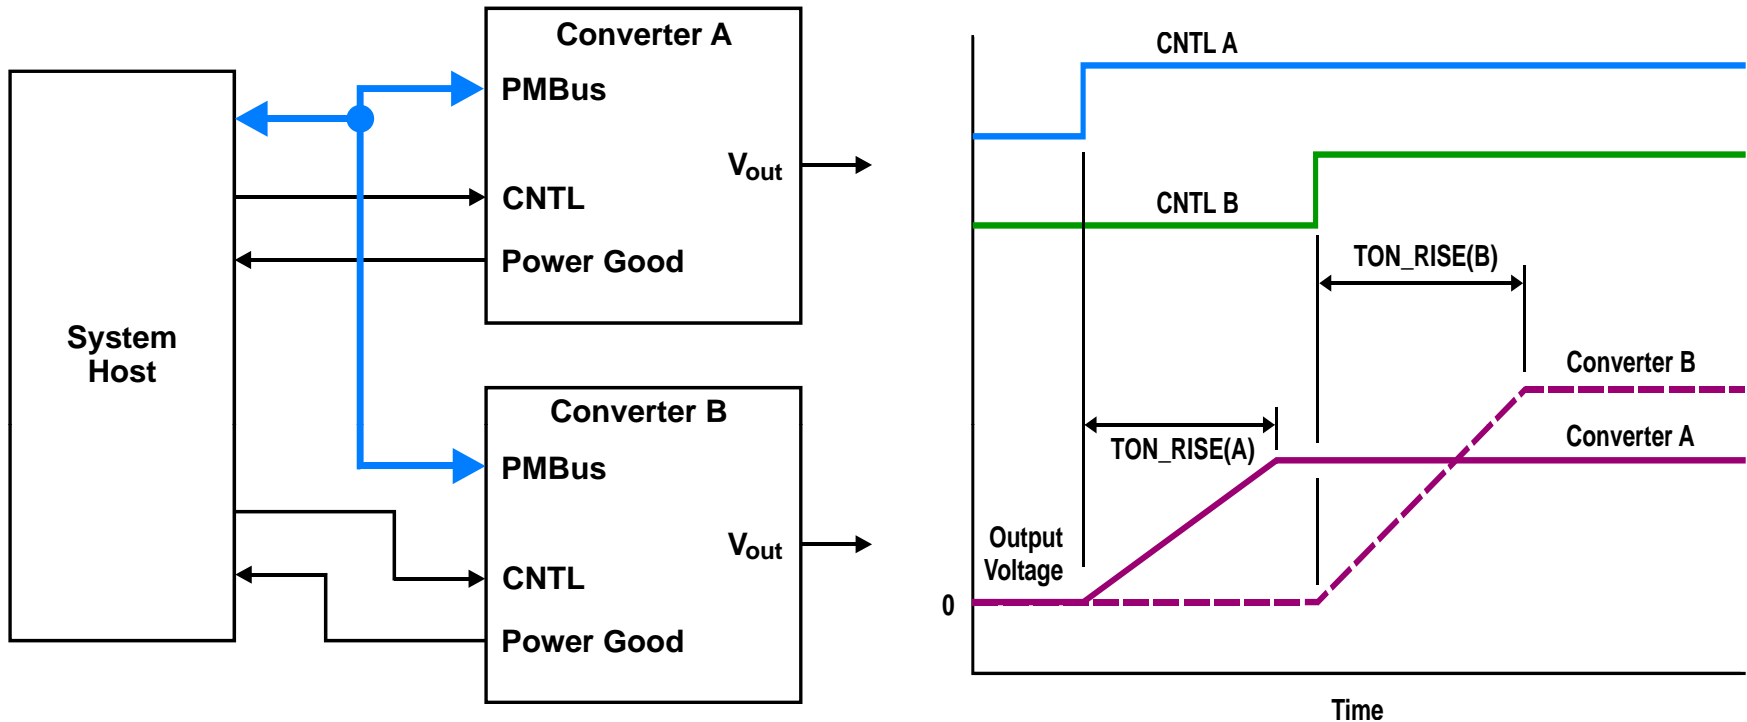 System
Host
Converter A
PMBus
Vout
CNTL
Power Good
Converter B
PMBus
Vout
CNTL
Power Good
CNTL A
CNTL B
TON_RISE(B)
Converter B
TON_RISE(A)
Converter A
Output
Voltage
0
Time